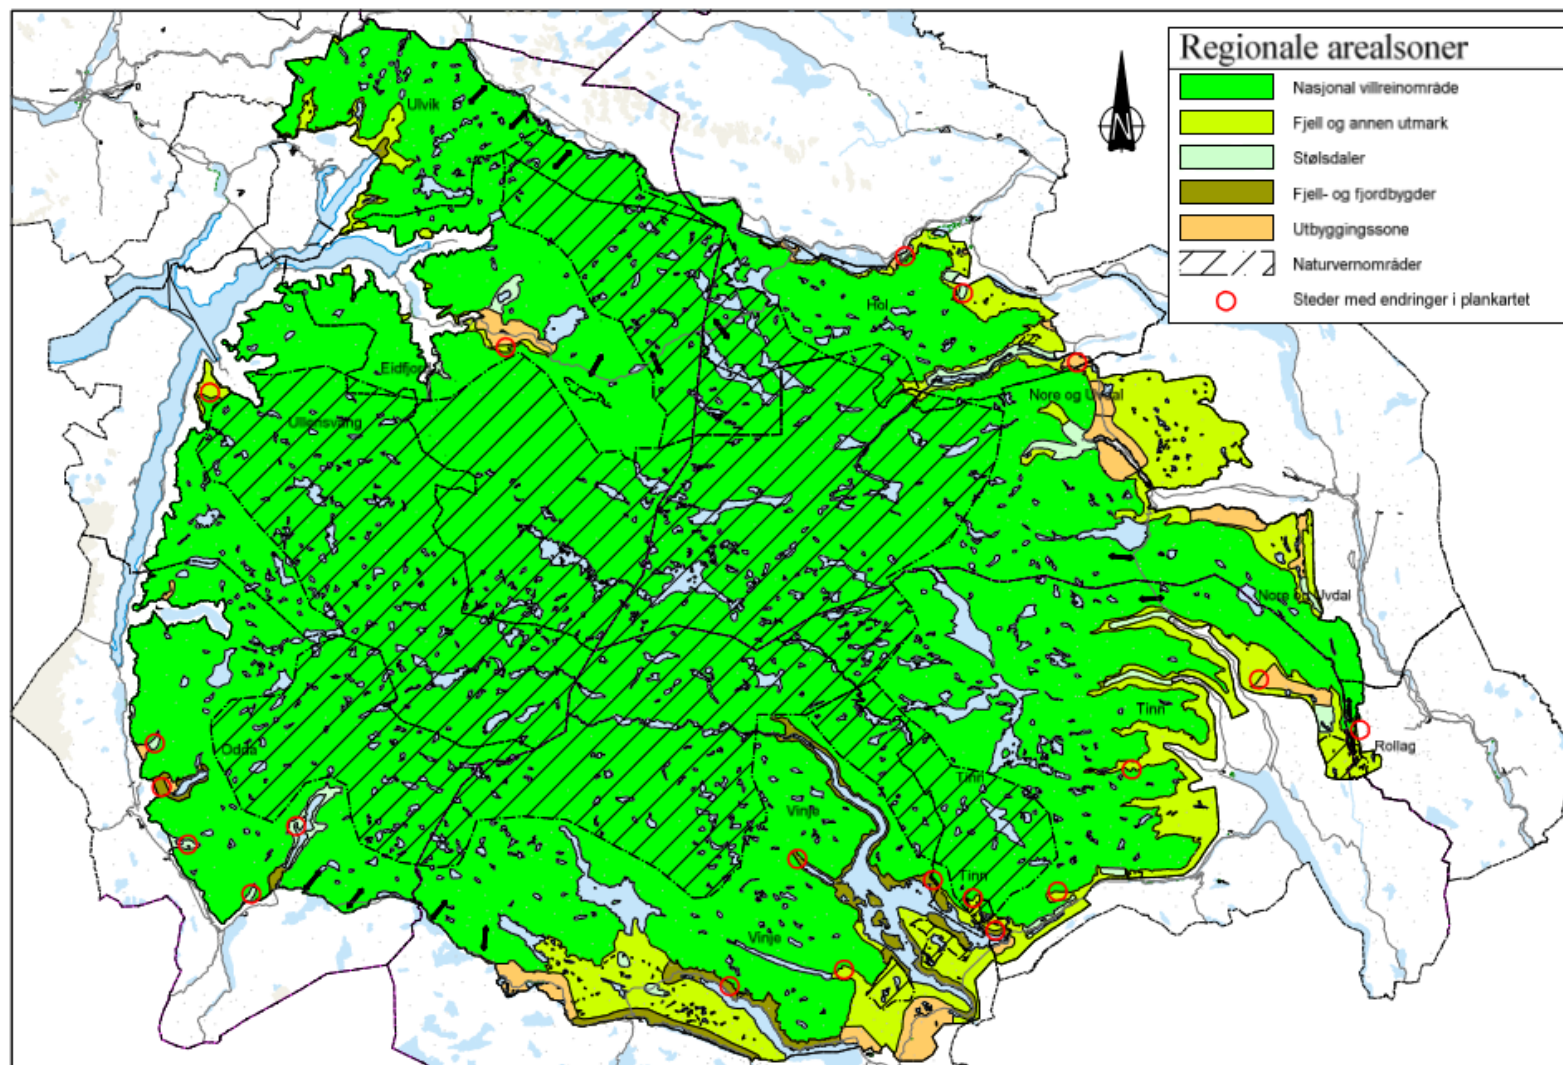 Regionale arealsoner
Nasjonal villreinområde
Fjell og annen utmark
Stølsdaler
Fjell- og fjordbygder
Utbyggingssone
Naturvernområder
Steder med endringer i plankartet
N
Ulvik
Hol
Eidfjord
Nore og Uvdal
Ullensvang
Nore og Uvdal
Tinn
Odda
Rollag
Tinn
Vinje
Tinn
Vinje